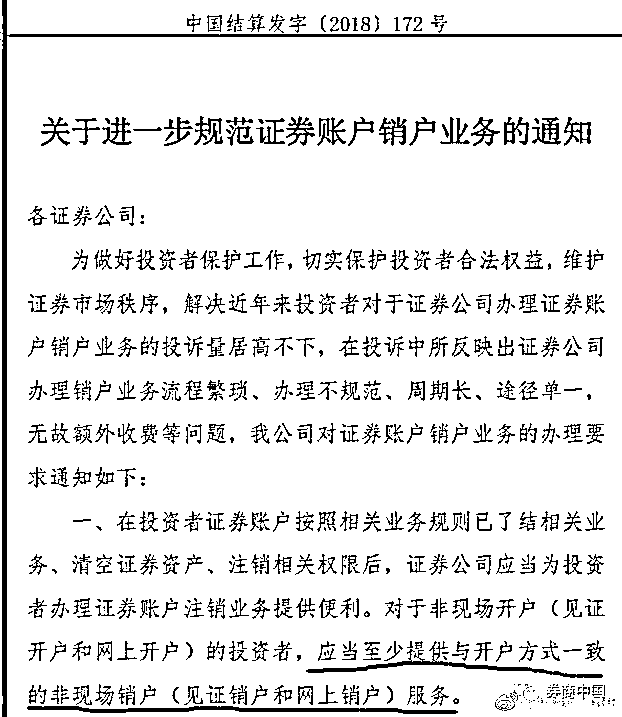 中国结算发字〔2018〕172号
关于进一步规范证券账户销户业务的通知
各证券公司：
为做好投资者保护工作，切实保护投资者合法权益，维护
证券市场秩序，解决近年来投资者对于证券公司办理证券账
户销户业务的投诉量居高不下，在投诉中所反映出证券公司
办理销户业务流程繁琐、办理不规范、周期长、途径单一，
无故额外收费等问题，我公司对证券账户销户业务的办理要
求通知如下：
一、在投资者证券账户按照相关业务规则已了结相关业
务、清空证券资产、注销相关权限后，证券公司应当为投资
者办理证券账户注销业务提供便利。对于非现场开户（见证
开户和网上开户）的投资者，应当至少提供与开户方式一致
的非现场销户（见证销户和网上销户）服务。
券商中国